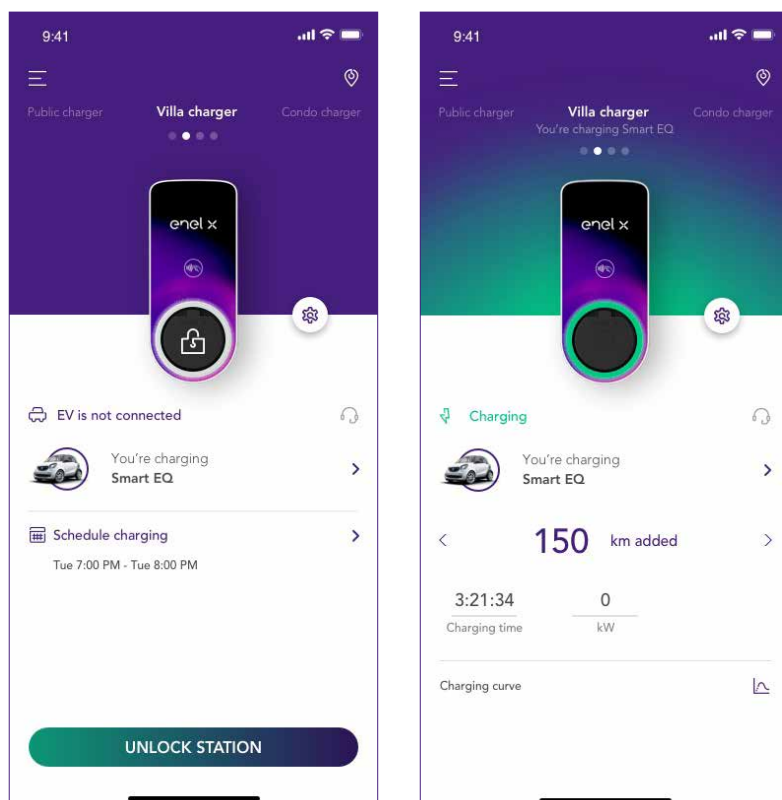 9:41
Public charger
Villa charger
Condo charger
enel x
EV is not connected
You're charging
Smart EQ
Schedule charging
Tue 7:00 PM - Tue 8:00 PM
UNLOCK STATION
9:41
Public charger
Villa charger
Condo charger
You're charging Smart EQ
enel x
Charging
You're charging
Smart EQ
150 km added
3:21:34
0
Charging time
kW
Charging curve